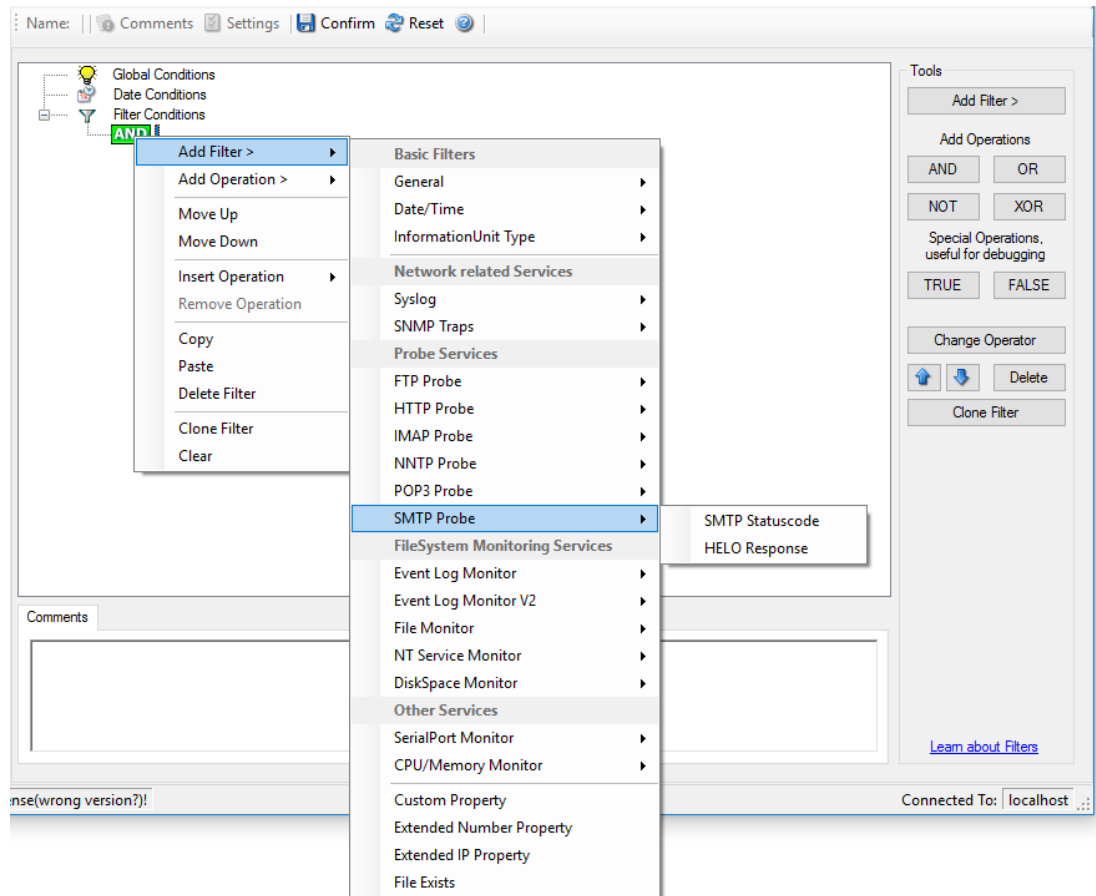 Name: Comments Settings Confirm Reset
Global Conditions
Date Conditions
Filter Conditions
AND
Add Filter >
Add Operation >
Move Up
Move Down
Insert Operation
Remove Operation
Copy
Paste
Delete Filter
Clone Filter
Clear
Basic Filters
General
Date/Time
InformationUnit Type
Network related Services
Syslog
SNMP Traps
Probe Services
FTP Probe
HTTP Probe
IMAP Probe
NNTP Probe
POP3 Probe
SMTP Probe
FileSystem Monitoring Services
Event Log Monitor
Event Log Monitor V2
File Monitor
NT Service Monitor
DiskSpace Monitor
Other Services
SerialPort Monitor
CPU/Memory Monitor
Custom Property
Extended Number Property
Extended IP Property
File Exists
SMTP Statuscode
HELO Response
Tools
Add Filter >
Add Operations
AND OR
NOT XOR
Special Operations,
useful for debugging
TRUE FALSE
Change Operator
Delete
Clone Filter
Learn about Filters
Comments
ense(wrong version?)!
Connected To: localhost